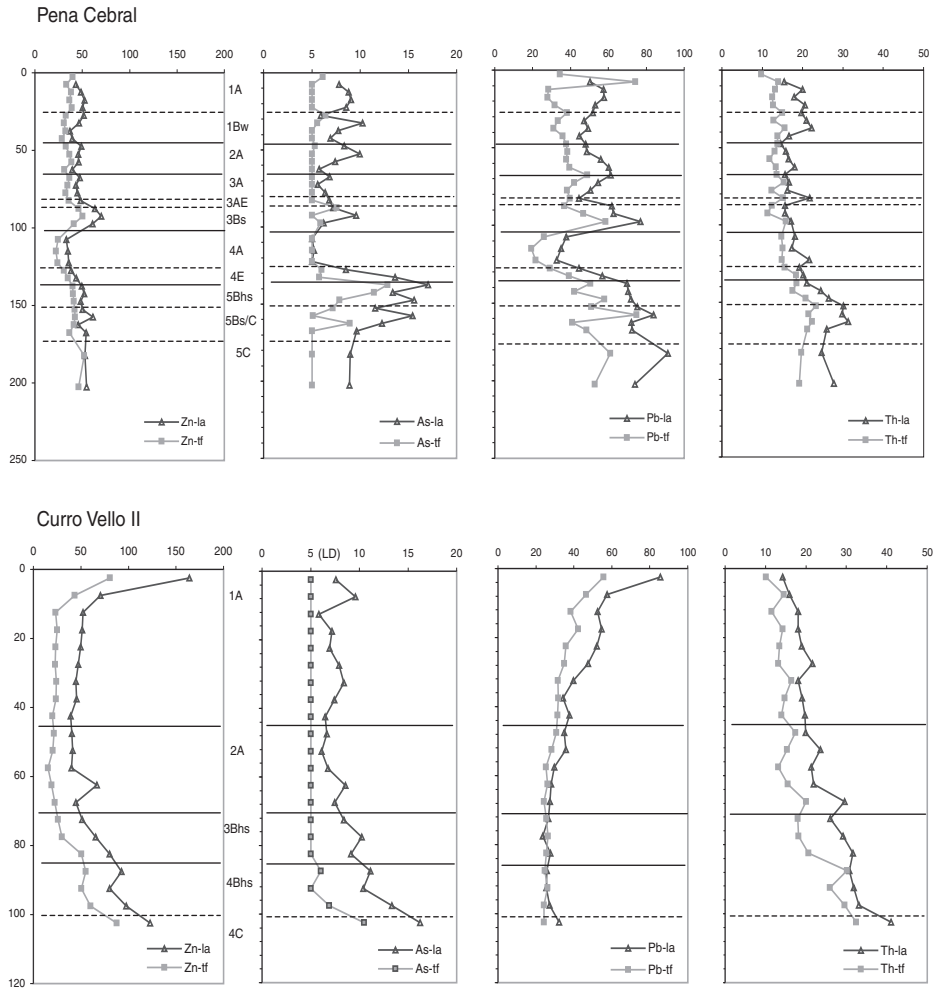 Pena Cebral
0 50 100 150 200
0 5 10 15 20
0 20 40 60 80 100
0 10 20 30 40 50
0
50
100
150
200
250
1A
1Bw
2A
3A
3AE
3Bs
4A
4E
5Bhs
5Bs/C
5C
Zn-la
Zn-tf
As-la
As-tf
Pb-la
Pb-tf
Th-la
Th-tf
Curro Vello II
0 50 100 150 200
0 5 (LD) 10 15 20
0 20 40 60 80 100
0 10 20 30 40 50
0
20
40
60
80
100
120
1A
2A
3Bhs
4Bhs
4C
Zn-la
Zn-tf
As-la
As-tf
Pb-la
Pb-tf
Th-la
Th-tf